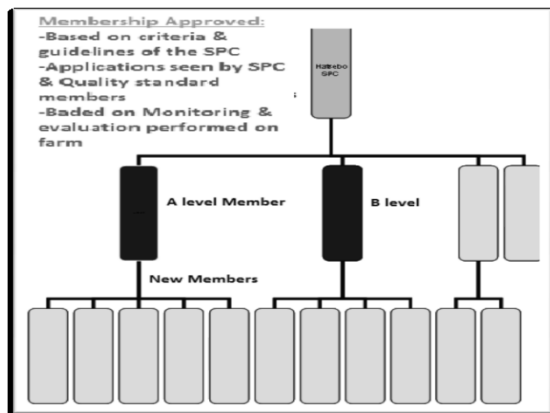 Membership Approved:
-Based on criteria &
guidelines of the SPC
-Applications seen by SPC
& Quality standard
members
-Baded on Monitoring &
evaluation performed on
farm
SPC
A level Member
B level
New Members